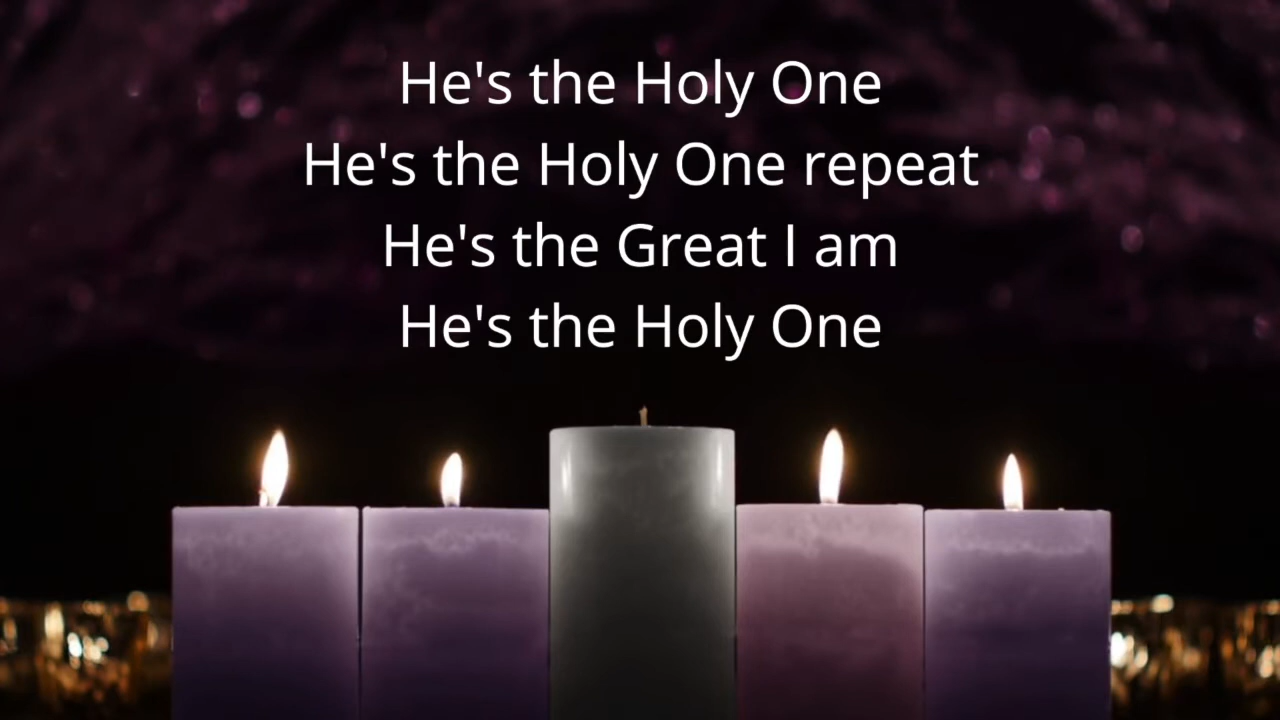 He's the Holy One
He's the Holy One repeat
He's the Great I am
He's the Holy One